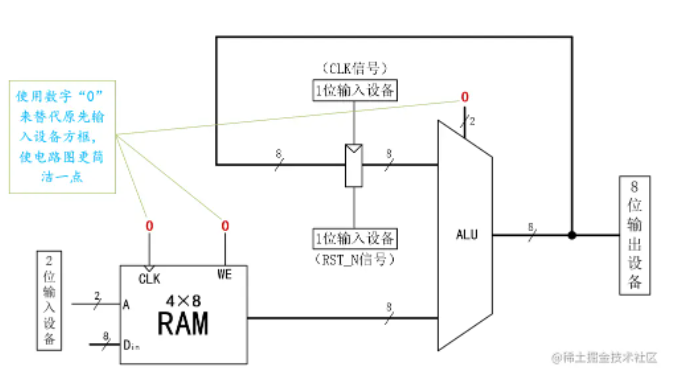 使用数字“0”
来替代原先输
入设备方框，
使电路图更简
洁一点
(CLK信号)
1位输入设备
0
2
8
8
1位输入设备
(RST_N信号)
ALU
8
8位输出设备
0
0
2位输入设备
CLK
WE
2
A
4×8
RAM
8
Din
8
@稀土掘金技术社区